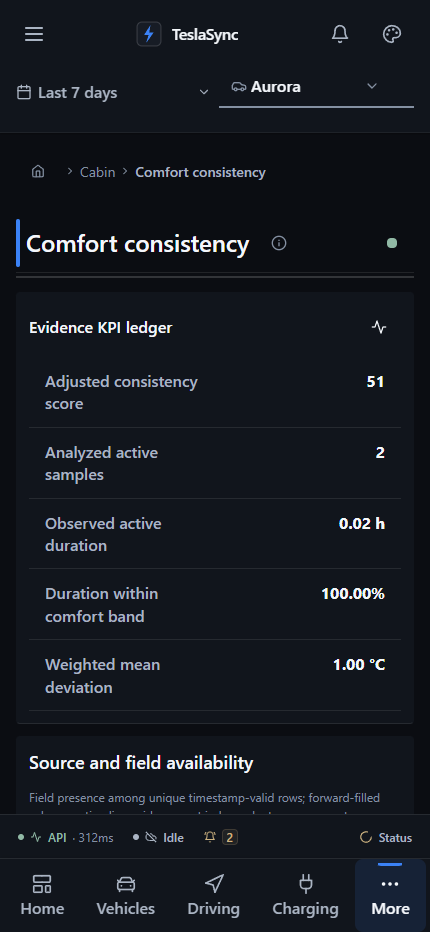 TeslaSync
Last 7 days
Aurora
Cabin
Comfort consistency
Comfort consistency
Evidence KPI ledger
Adjusted consistency
score
51
Analyzed active
samples
2
Observed active
duration
0.02 h
Duration within
comfort band
100.00%
Weighted mean
deviation
1.00 °C
Source and field availability
Field presence among unique timestamp-valid rows; forward-filled
API · 312ms
Idle
2
Status
Home
Vehicles
Driving
Charging
More